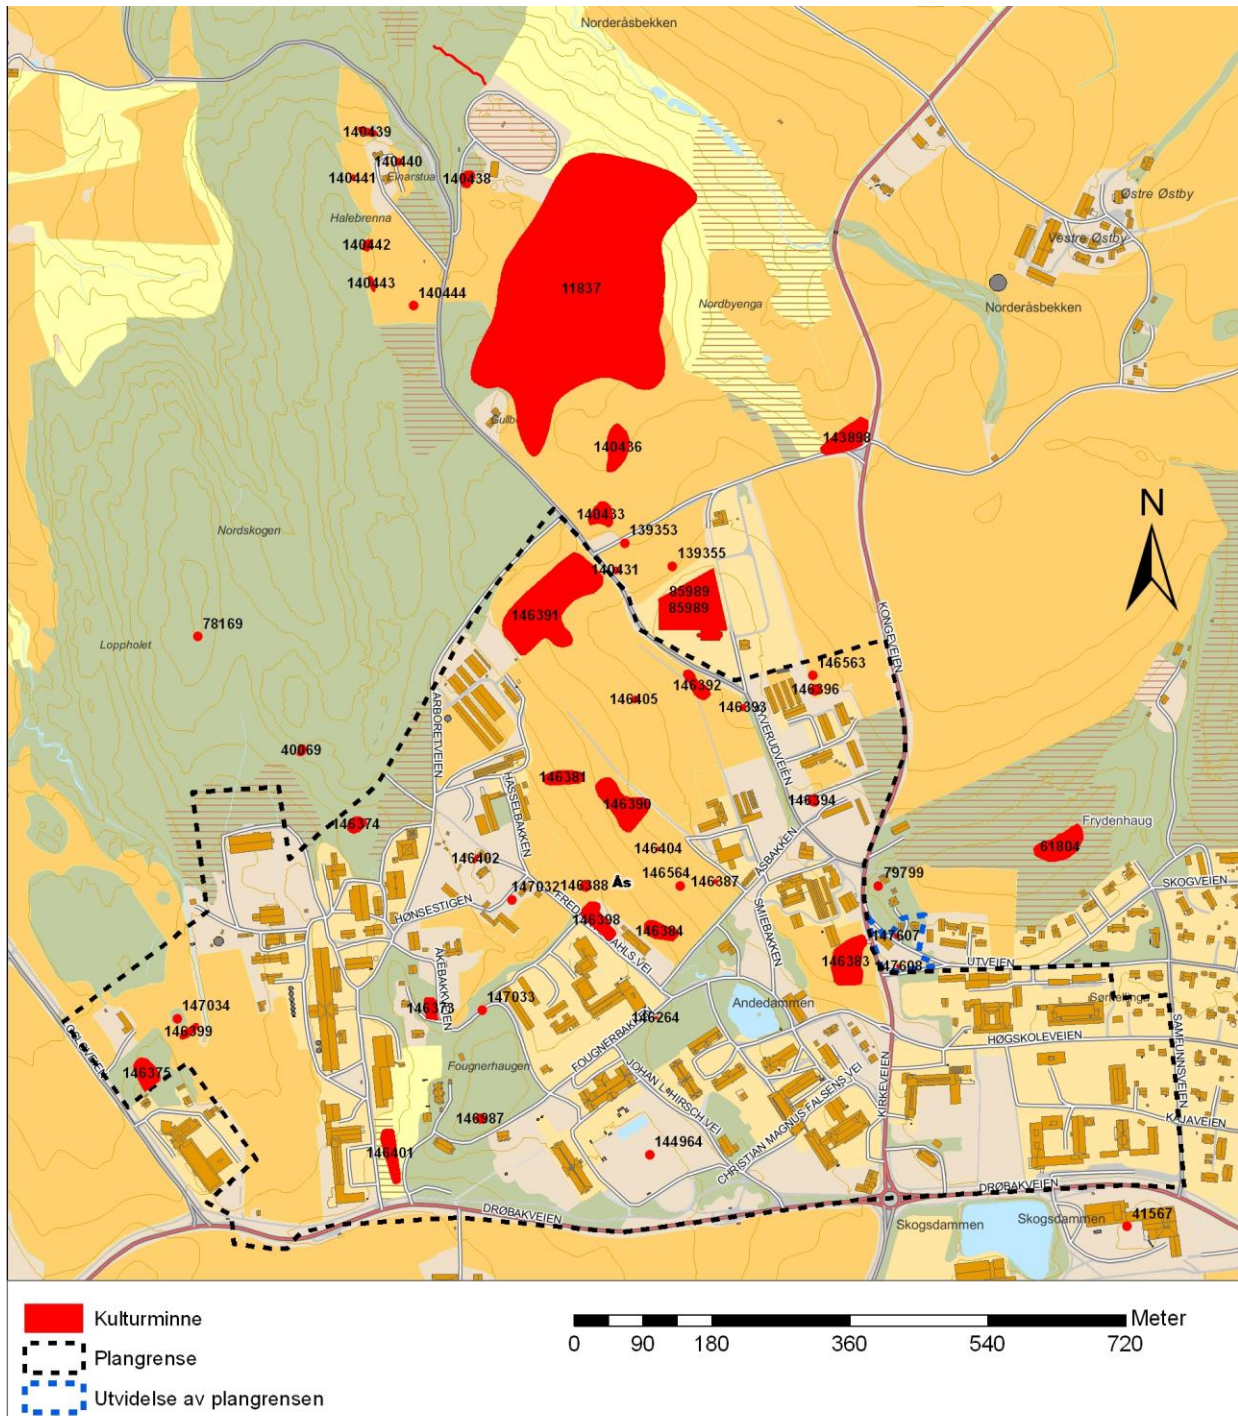 Norderåsbekken
140439
140440
Einarstua
140441
140438
Halebrenna
140442
140443
140444
11837
Østre Østby
Vestre Østby
Nordbyenga
Norderåsbekken
140436
143898
140433
139353
Nordskogen
139355
140431
85989
85989
146391
N
KONGEVEIEN
78169
Loppholet
146563
146392
146396
146405
146393
ARBORETVEIEN
40069
146381
HASSELBAKKEN
146390
146394
146374
Frydenhaug
61804
146404
ÅSBAKKEN
146402
147032
146388
Ås
146564
146387
79799
SKOGVEIEN
HØNSESTIGEN
146398
146384
SMIEBAKKEN
147607
146383
147608
UTVEIEN
ÅKEBAKKVEIEN
146373
147033
146264
Andedammen
147034
146399
FOUGNERBAKKEN
HØGSKOLEVEIEN
SAMFUNNSVEIEN
OSLOVEIEN
146375
Fougnerhaugen
JOHAN L. HIRSCH VEI
CHRISTIAN MAGNUS FALSENS VEI
KIRKEVEIEN
KAJAVEIEN
146987
146401
144964
DRØBAKVEIEN
DRØBAKVEIEN
Skogsdammen
Skogsdammen
41567
Kulturminne
Plangrense
Utvidelse av plangrensen
Meter
0 90 180 360 540 720